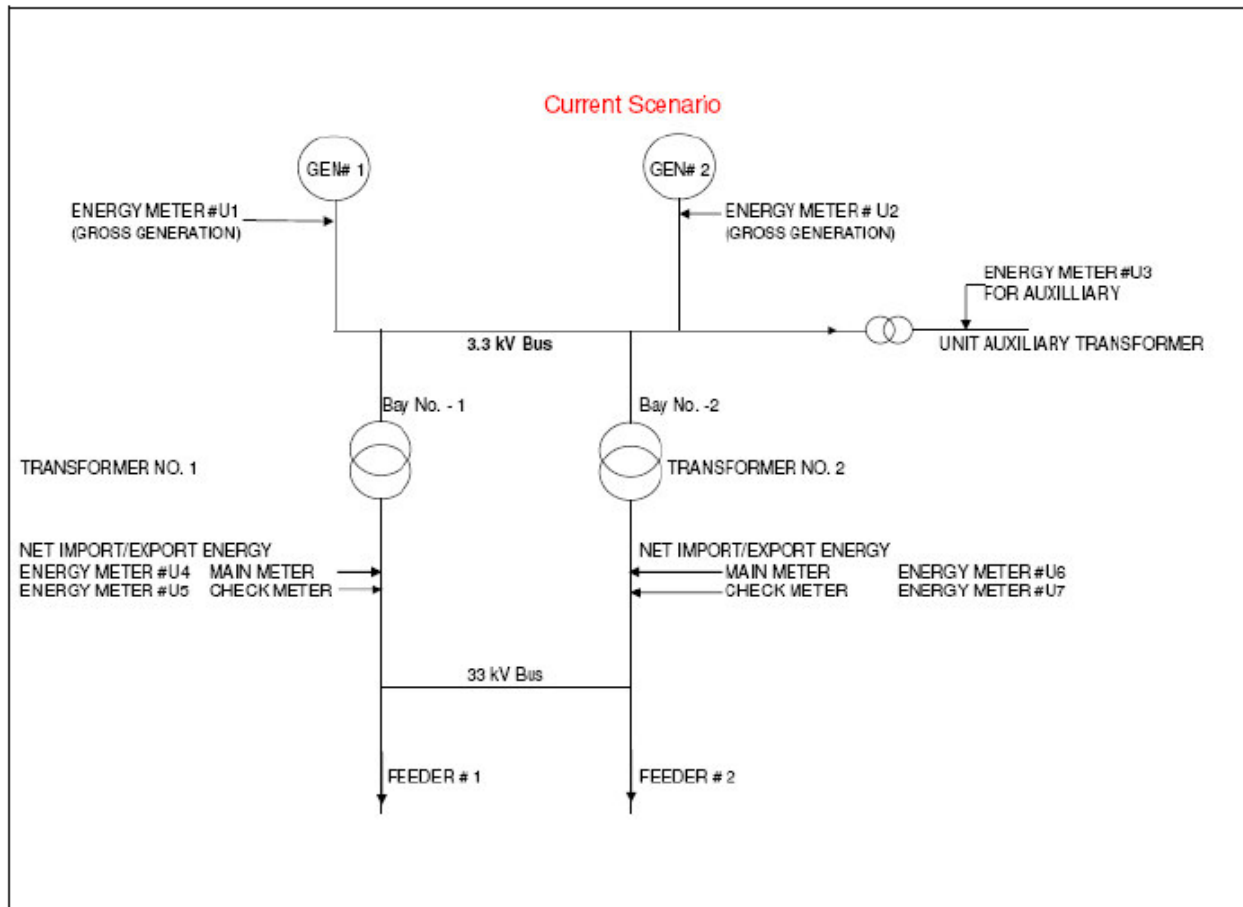 Current Scenario
GEN# 1
GEN# 2
ENERGY METER #U1
(GROSS GENERATION)
ENERGY METER # U2
(GROSS GENERATION)
ENERGY METER #U3
FOR AUXILLIARY
3.3 kV Bus
UNIT AUXILIARY TRANSFORMER
Bay No. - 1
Bay No. -2
TRANSFORMER NO. 1
TRANSFORMER NO. 2
NET IMPORT/EXPORT ENERGY
ENERGY METER #U4 MAIN METER
ENERGY METER #U5 CHECK METER
NET IMPORT/EXPORT ENERGY
MAIN METER ENERGY METER #U6
CHECK METER ENERGY METER #U7
33 kV Bus
FEEDER # 1
FEEDER # 2